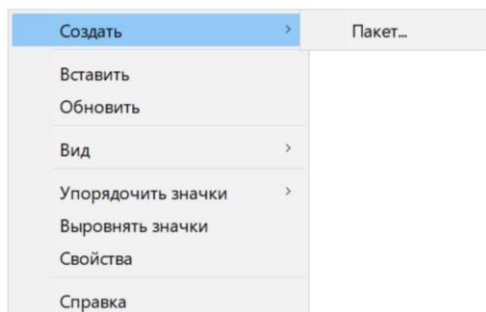 Создать
Пакет...
Вставить
Обновить
Вид
Упорядочить значки
Выровнять значки
Свойства
Справка